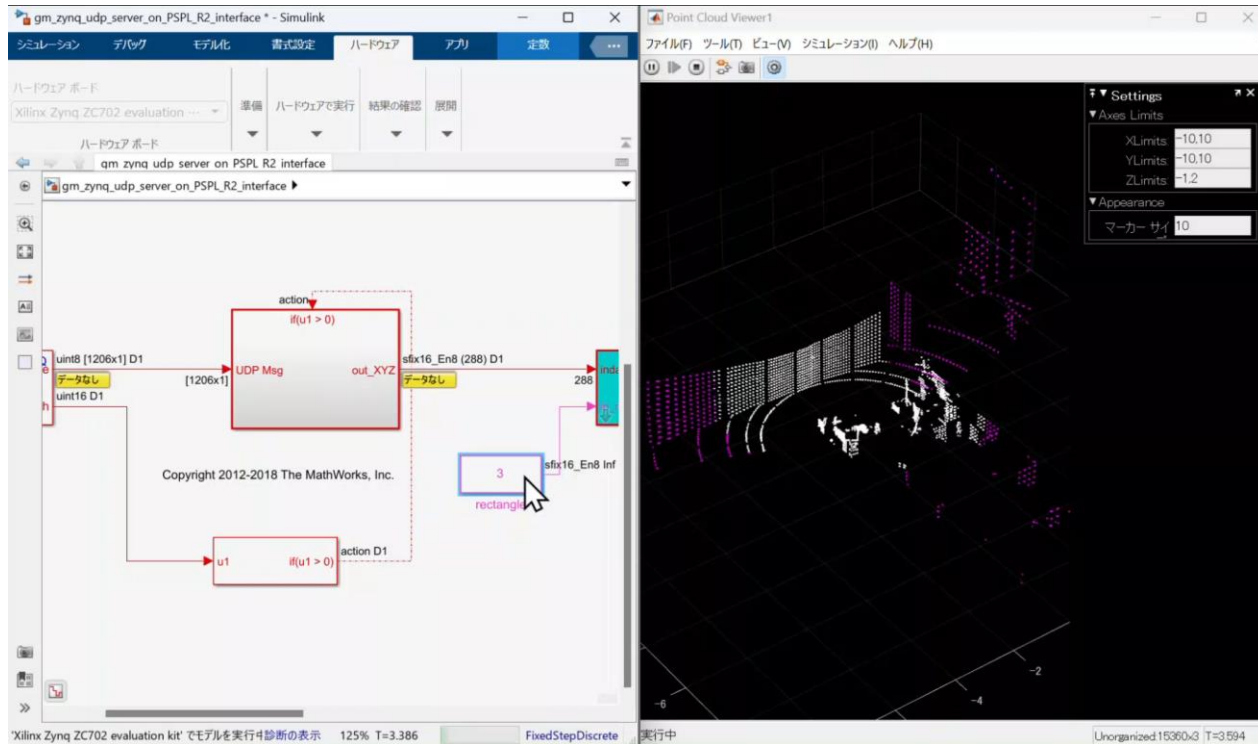 gm_zynq_udp_server_on_PSPL_R2_interface * - Simulink
シミュレーション デバッグ モデル化 書式設定 ハードウェア アプリ 定数
ハードウェア ボード
Xilinx Zynq ZC702 evaluation ...
準備 ハードウェアで実行 結果の確認 展開
ハードウェア ボード
gm zynq udp server on PSPL R2 interface
gm_zynq_udp_server_on_PSPL_R2_interface
action
if(u1 > 0)
uint8 [1206x1] D1
データなし
uint16 D1
[1206x1]
UDP Msg
out_XYZ
sfix16_En8 (288) D1
データなし
288
inda
Copyright 2012-2018 The MathWorks, Inc.
3
sfix16_En8 Inf
rectangle
action D1
u1
if(u1 > 0)
'Xilinx Zynq ZC702 evaluation kit' でモデルを実行中 診断の表示 125% T=3.386 FixedStepDiscrete
Point Cloud Viewer1
ファイル(F) ツール(T) ビュー(V) シミュレーション(I) ヘルプ(H)
Settings
Axes Limits
XLimits -10,10
YLimits -10,10
ZLimits -1,2
Appearance
マーカー サイ 10
-2
-4
-6
実行中
Unorganized:15360x3 T=3.594